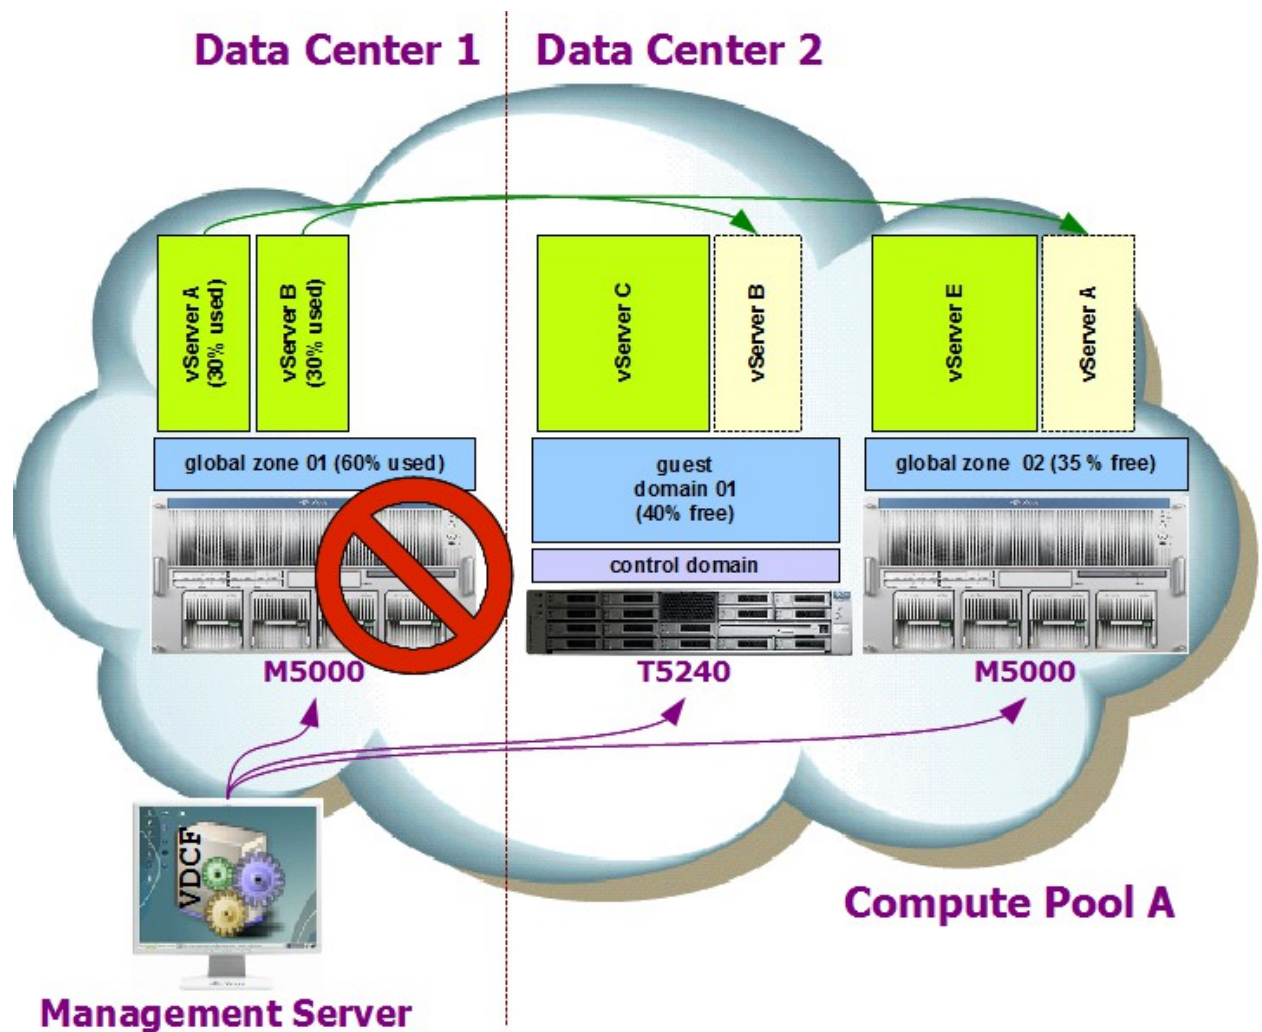 Data Center 1
Data Center 2
vServer A
(30% used)
vServer B
(30% used)
vServer C
vServer B
vServer E
vServer A
global zone 01 (60% used)
guest
domain 01
(40% free)
global zone 02 (35 % free)
control domain
M5000
T5240
M5000
VDCF
Compute Pool A
Management Server